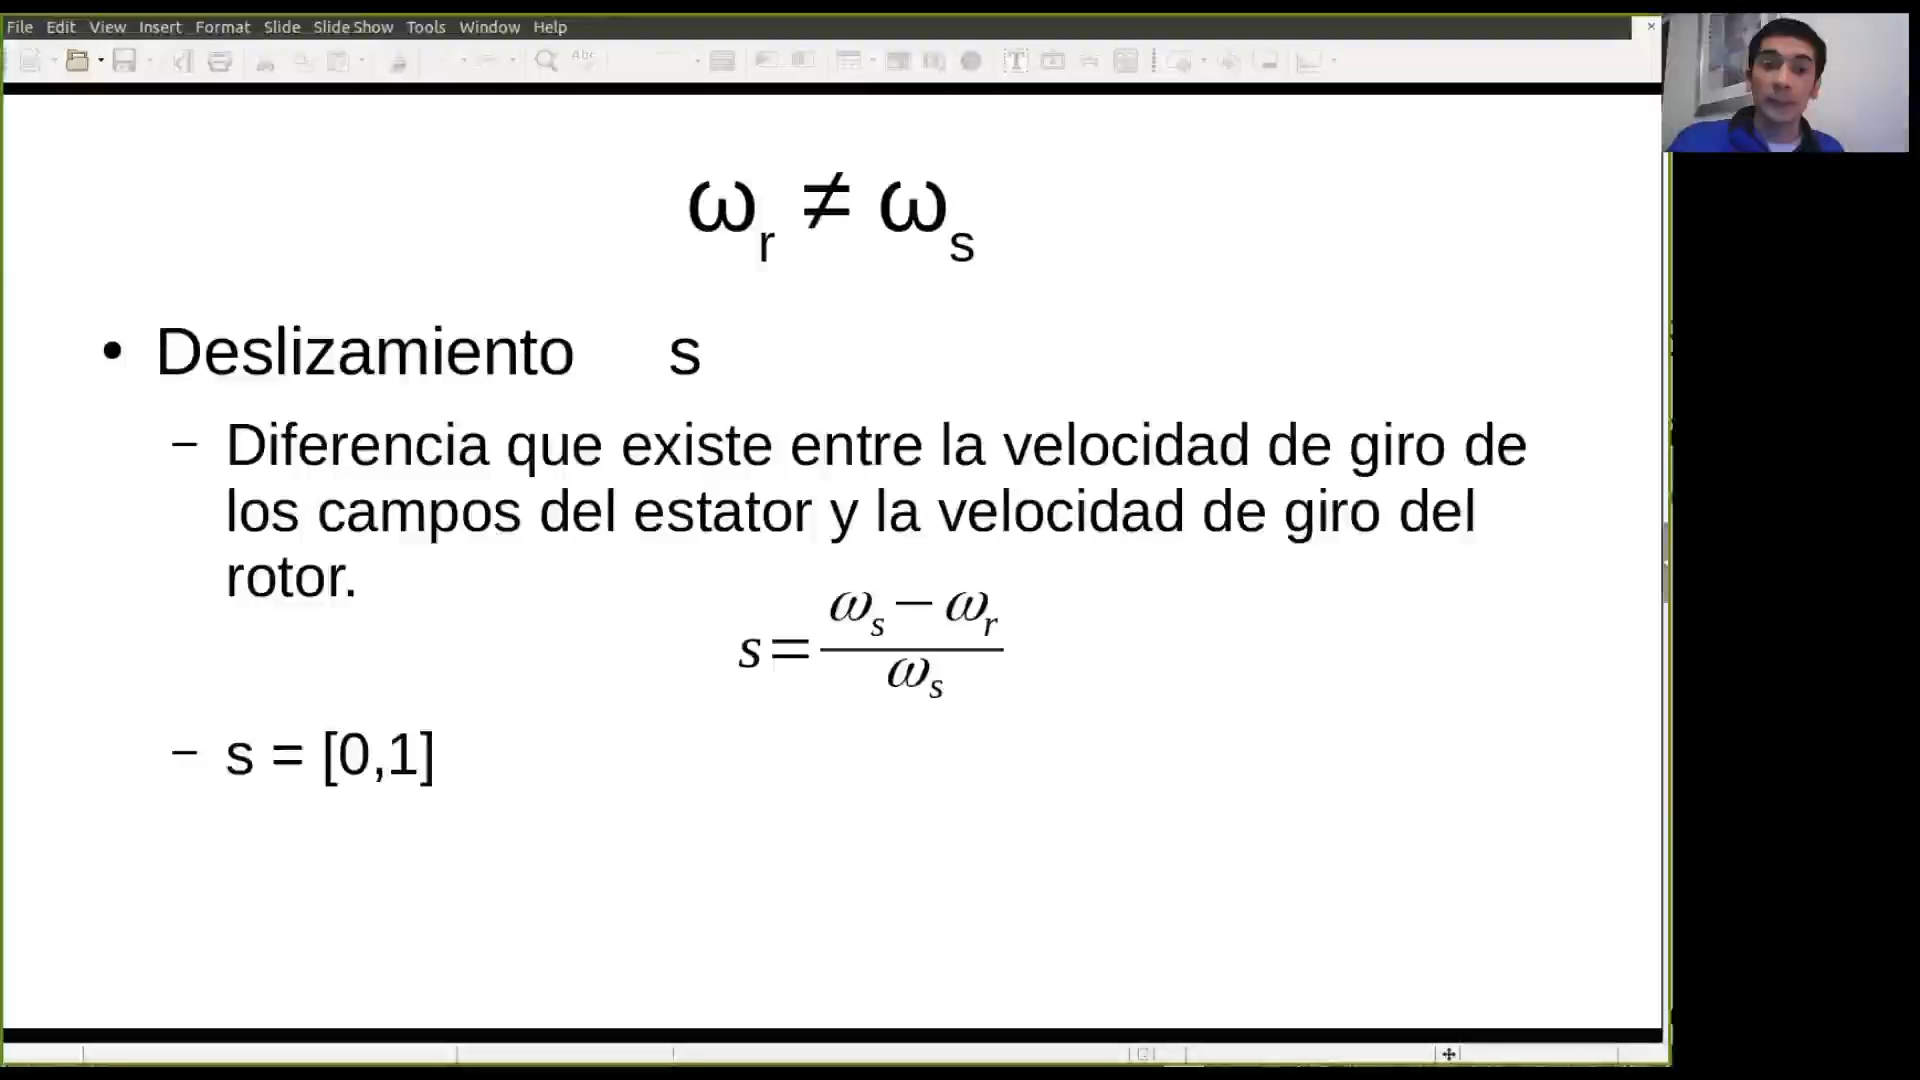 File Edit View Insert Format Slide Slide Show Tools Window Help
Abc
ωr ≠ ωs
• Deslizamiento s
– Diferencia que existe entre la velocidad de giro de
los campos del estator y la velocidad de giro del
rotor.
s = (ωs − ωr) / ωs
– s = [0,1]